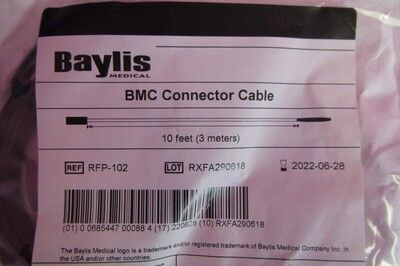 Baylis
MEDICAL
BMC Connector Cable
10 feet (3 meters)
REF RFP-102 LOT RXFA290618 2022-06-28
(01) 0 0685447 00088 4 (17) 220628 (10) RXFA290618
The Baylis Medical logo is a trademark and/or registered trademark of Baylis Medical Company Inc. in
the USA and/or other countries.